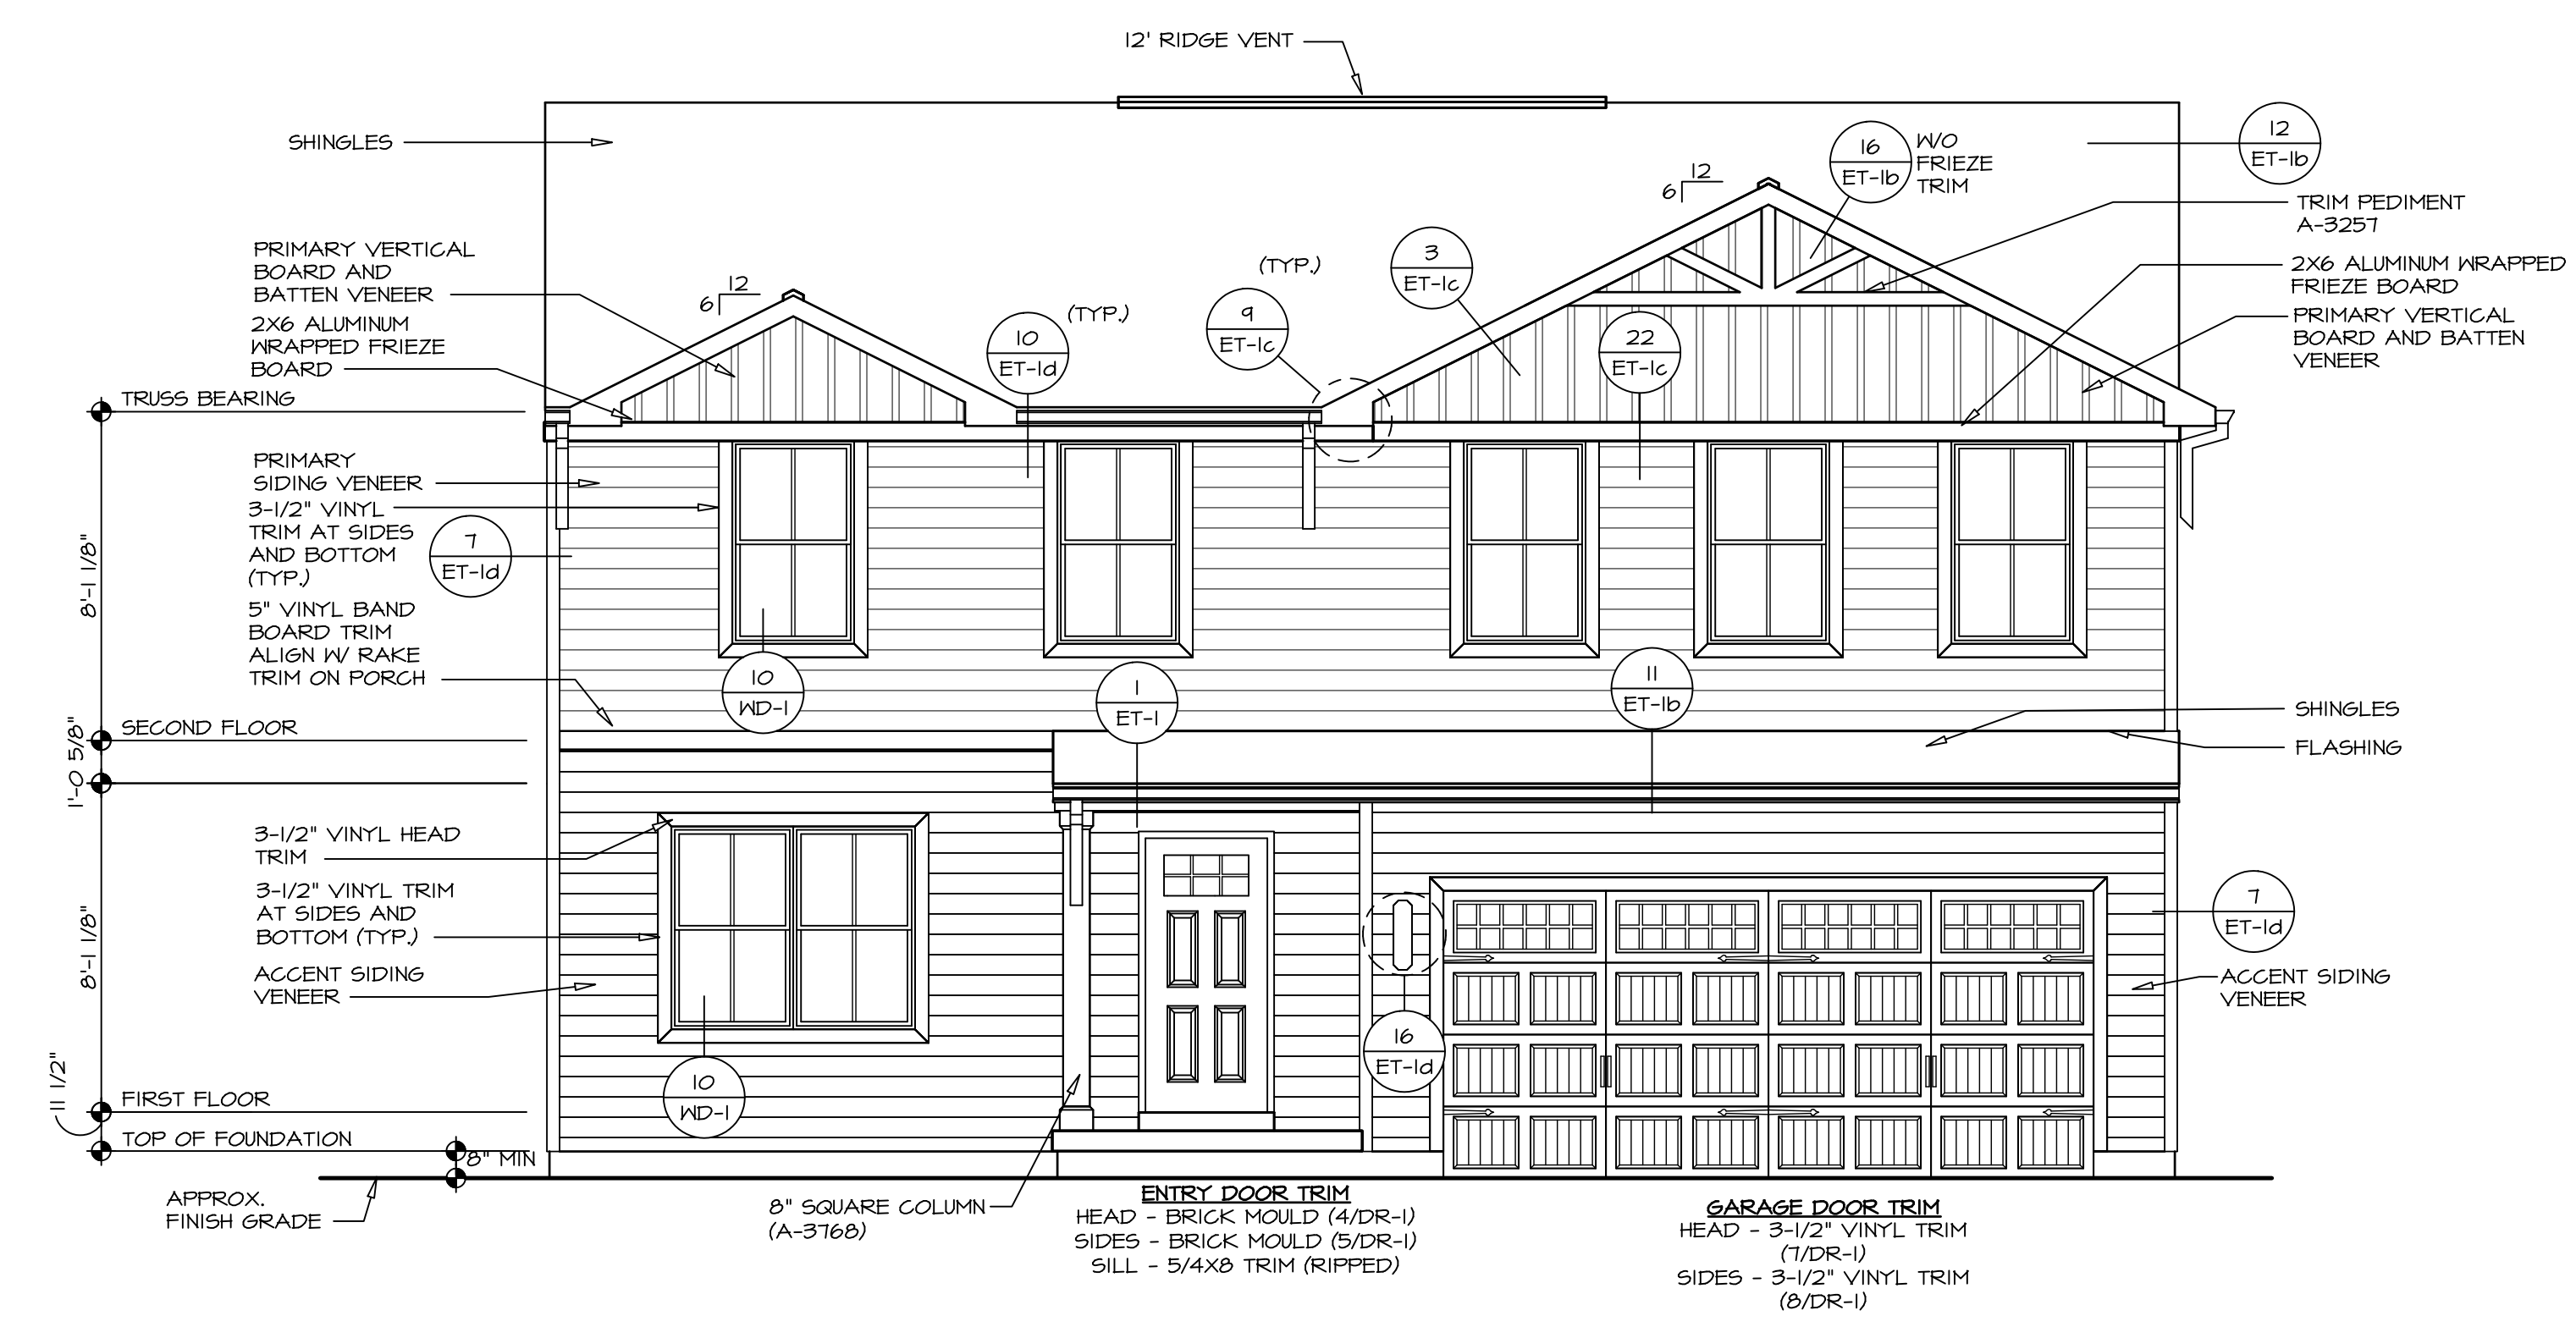 12' RIDGE VENT
SHINGLES
12
ET-1b
16
ET-1b
W/O
FRIEZE
TRIM
12
6
TRIM PEDIMENT
A-3257
PRIMARY VERTICAL
BOARD AND
BATTEN VENEER
2X6 ALUMINUM
WRAPPED FRIEZE
BOARD
12
6
(TYP.)
10
ET-1d
(TYP.)
9
ET-1c
3
ET-1c
22
ET-1c
2X6 ALUMINUM WRAPPED
FRIEZE BOARD
PRIMARY VERTICAL
BOARD AND BATTEN
VENEER
TRUSS BEARING
PRIMARY
SIDING VENEER
3-1/2" VINYL
TRIM AT SIDES
AND BOTTOM
(TYP.)
7
ET-1d
8'-1 1/8"
5" VINYL BAND
BOARD TRIM
ALIGN W/ RAKE
TRIM ON PORCH
10
WD-1
1
ET-1
11
ET-1b
SHINGLES
FLASHING
SECOND FLOOR
1'-0 5/8"
3-1/2" VINYL HEAD
TRIM
3-1/2" VINYL TRIM
AT SIDES AND
BOTTOM (TYP.)
8'-1 1/8"
ACCENT SIDING
VENEER
7
ET-1d
ACCENT SIDING
VENEER
16
ET-1d
10
WD-1
11 1/2"
FIRST FLOOR
TOP OF FOUNDATION
8" MIN
APPROX.
FINISH GRADE
8" SQUARE COLUMN
(A-3768)
ENTRY DOOR TRIM
HEAD - BRICK MOULD (4/DR-1)
SIDES - BRICK MOULD (5/DR-1)
SILL - 5/4X8 TRIM (RIPPED)
GARAGE DOOR TRIM
HEAD - 3-1/2" VINYL TRIM
(7/DR-1)
SIDES - 3-1/2" VINYL TRIM
(8/DR-1)